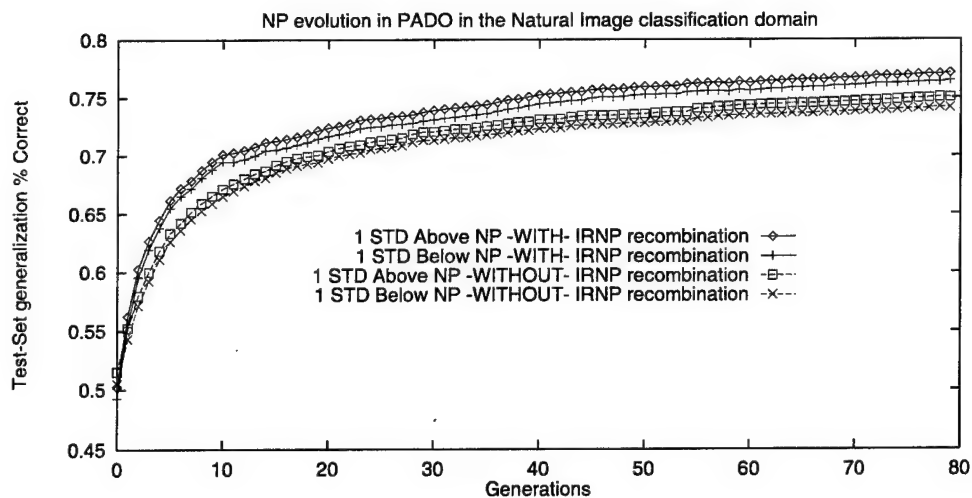 NP evolution in PADO in the Natural Image classification domain
Test-Set generalization % Correct
0.8
0.75
0.7
0.65
0.6
0.55
0.5
0.45
1 STD Above NP -WITH- IRNP recombination
1 STD Below NP -WITH- IRNP recombination
1 STD Above NP -WITHOUT- IRNP recombination
1 STD Below NP -WITHOUT- IRNP recombination
0 10 20 30 40 50 60 70 80
Generations